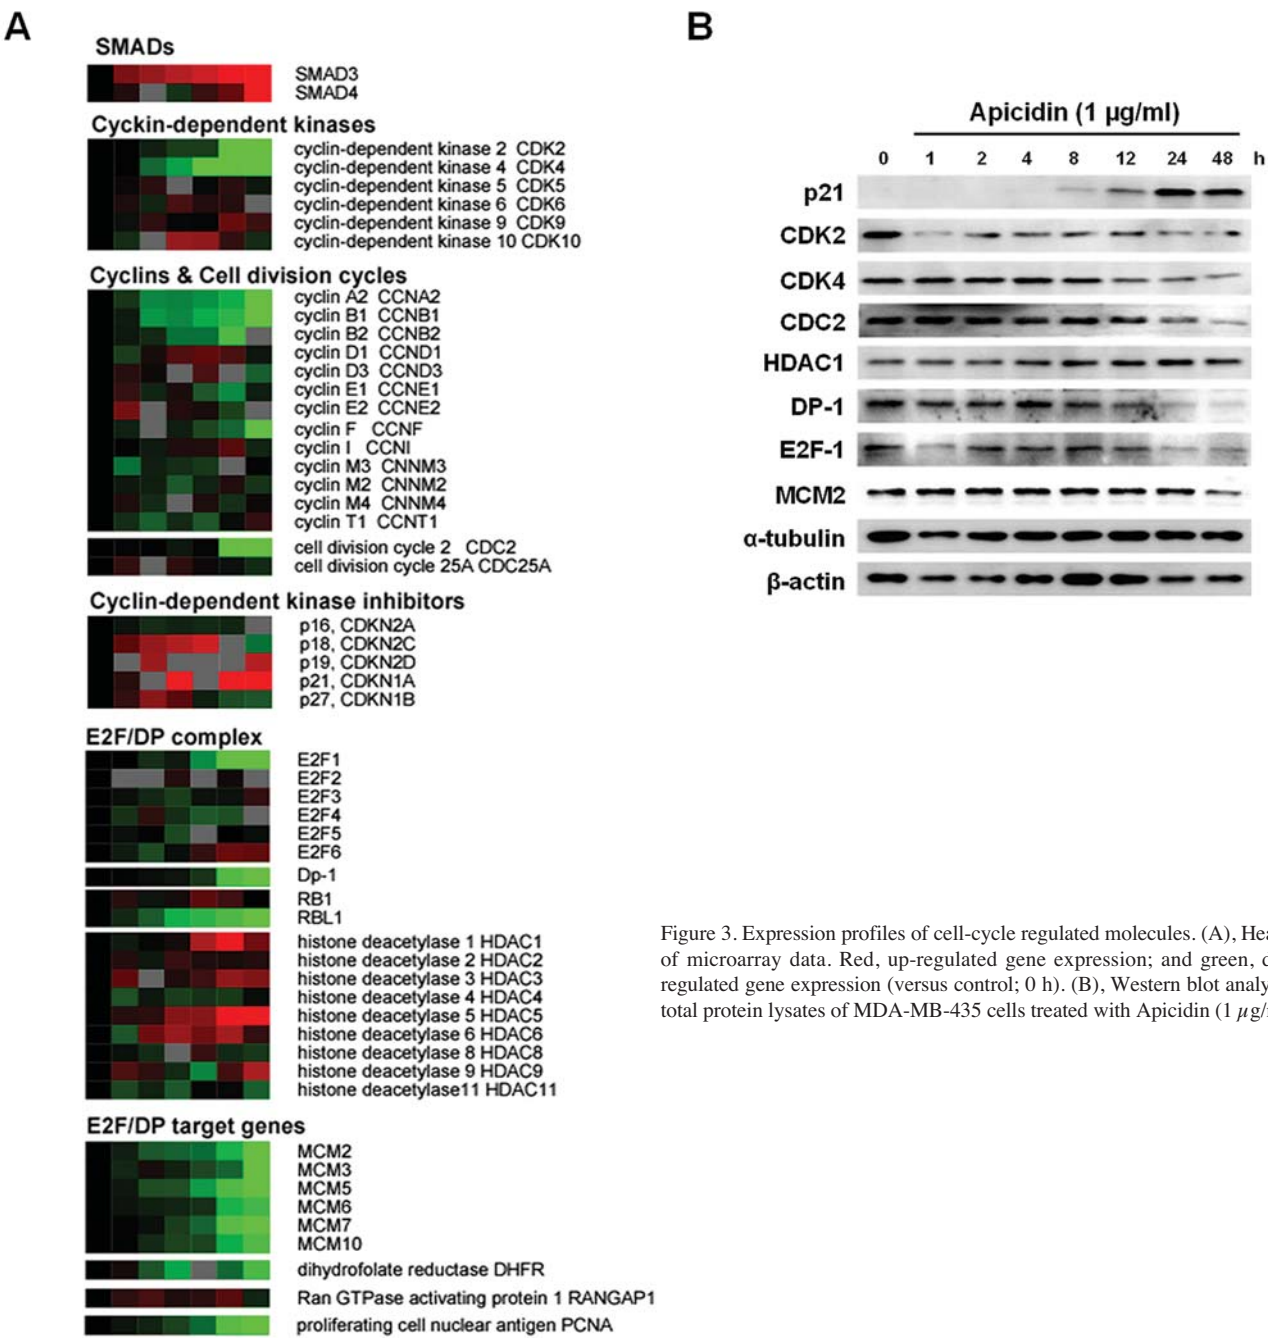 A
SMADs
SMAD3
SMAD4
Cyckin-dependent kinases
cyclin-dependent kinase 2 CDK2
cyclin-dependent kinase 4 CDK4
cyclin-dependent kinase 5 CDK5
cyclin-dependent kinase 6 CDK6
cyclin-dependent kinase 9 CDK9
cyclin-dependent kinase 10 CDK10
Cyclins & Cell division cycles
cyclin A2 CCNA2
cyclin B1 CCNB1
cyclin B2 CCNB2
cyclin D1 CCND1
cyclin D3 CCND3
cyclin E1 CCNE1
cyclin E2 CCNE2
cyclin F CCNF
cyclin I CCNI
cyclin M3 CNNM3
cyclin M2 CNNM2
cyclin M4 CNNM4
cyclin T1 CCNT1
cell division cycle 2 CDC2
cell division cycle 25A CDC25A
Cyclin-dependent kinase inhibitors
p16, CDKN2A
p18, CDKN2C
p19, CDKN2D
p21, CDKN1A
p27, CDKN1B
E2F/DP complex
E2F1
E2F2
E2F3
E2F4
E2F5
E2F6
Dp-1
RB1
RBL1
histone deacetylase 1 HDAC1
histone deacetylase 2 HDAC2
histone deacetylase 3 HDAC3
histone deacetylase 4 HDAC4
histone deacetylase 5 HDAC5
histone deacetylase 6 HDAC6
histone deacetylase 8 HDAC8
histone deacetylase 9 HDAC9
histone deacetylase11 HDAC11
E2F/DP target genes
MCM2
MCM3
MCM5
MCM6
MCM7
MCM10
dihydrofolate reductase DHFR
Ran GTPase activating protein 1 RANGAP1
proliferating cell nuclear antigen PCNA
B
Apicidin (1 µg/ml)
0 1 2 4 8 12 24 48 h
p21
CDK2
CDK4
CDC2
HDAC1
DP-1
E2F-1
MCM2
α-tubulin
β-actin
Figure 3. Expression profiles of cell-cycle regulated molecules. (A),
of microarray data. Red, up-regulated gene expression; and green,
regulated gene expression (versus control; 0 h). (B), Western blot
total protein lysates of MDA-MB-435 cells treated with Apicidin (1